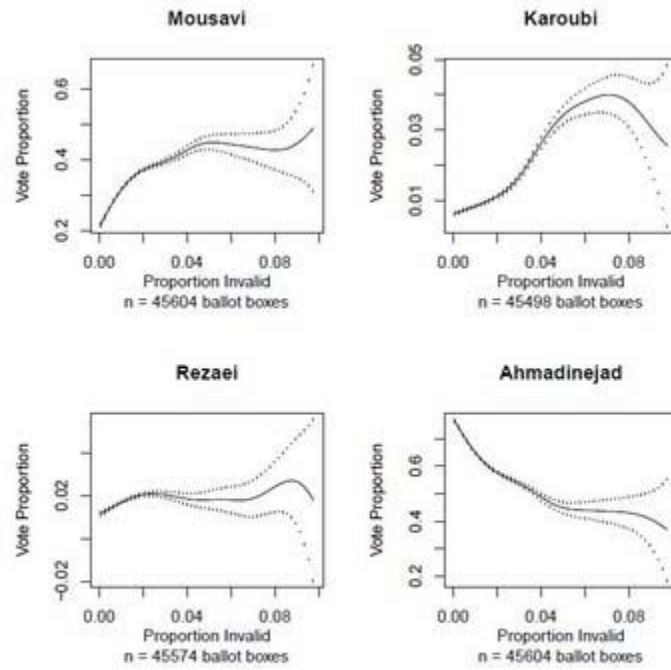 Mousavi
Vote Proportion
0.6
0.4
0.2
0.00 0.04 0.08
Proportion Invalid
n = 45604 ballot boxes
Karoubi
Vote Proportion
0.05
0.03
0.01
0.00 0.04 0.08
Proportion Invalid
n = 45498 ballot boxes
Rezaei
Vote Proportion
0.02
-0.02
0.00 0.04 0.08
Proportion Invalid
n = 45574 ballot boxes
Ahmadinejad
Vote Proportion
0.6
0.4
0.2
0.00 0.04 0.08
Proportion Invalid
n = 45604 ballot boxes